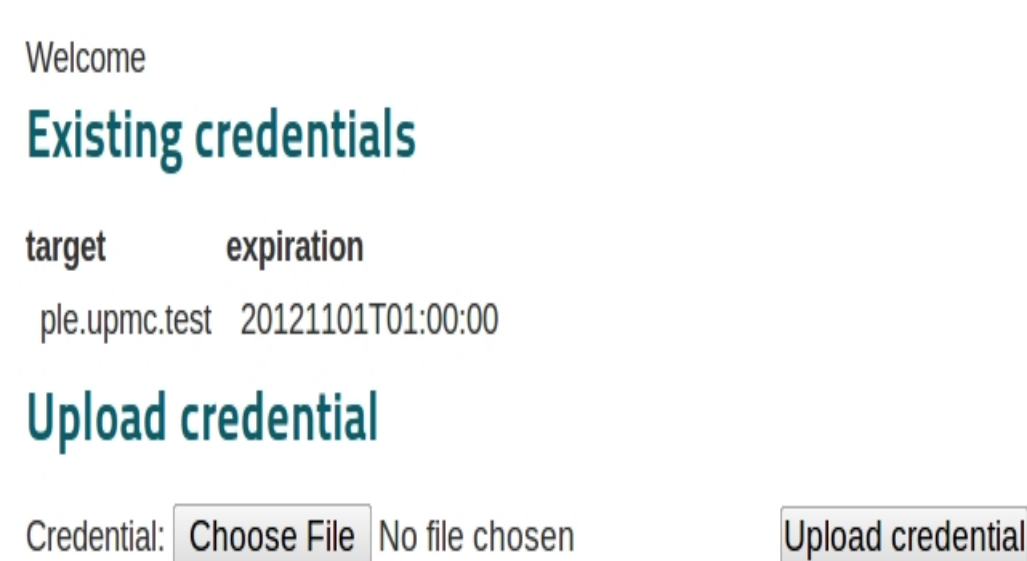 Welcome
Existing credentials
target expiration
ple.upmc.test 20121101T01:00:00
Upload credential
Credential: Choose File No file chosen Upload credential